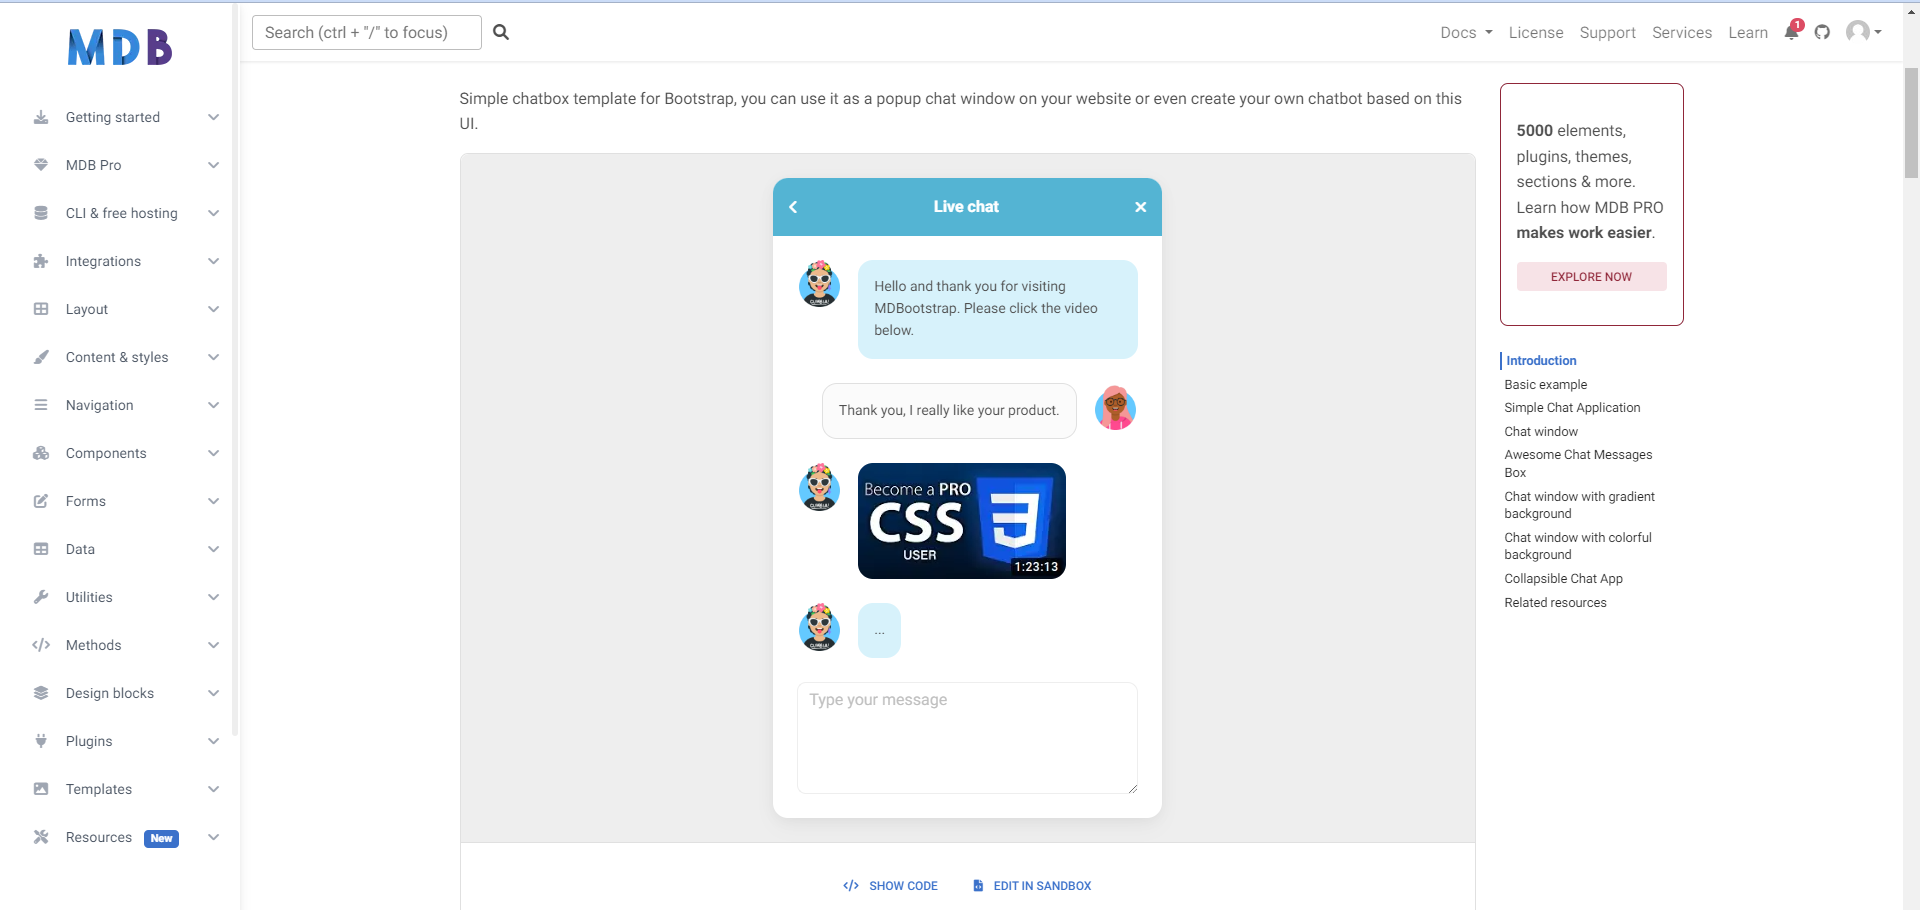 MDB
Search (ctrl + "/" to focus)
Docs
License
Support
Services
Learn
1
Getting started
MDB Pro
CLI & free hosting
Integrations
Layout
Content & styles
Navigation
Components
Forms
Data
Utilities
Methods
Design blocks
Plugins
Templates
Resources New
Simple chatbox template for Bootstrap, you can use it as a popup chat window on your website or even create your own chatbot based on this
UI.
Live chat
Hello and thank you for visiting
MDBootstrap. Please click the video
below.
Thank you, I really like your product.
Become a PRO
CSS
USER
1:23:13
...
Type your message
SHOW CODE
EDIT IN SANDBOX
5000 elements,
plugins, themes,
sections & more.
Learn how MDB PRO
makes work easier.
EXPLORE NOW
Introduction
Basic example
Simple Chat Application
Chat window
Awesome Chat Messages
Box
Chat window with gradient
background
Chat window with colorful
background
Collapsible Chat App
Related resources